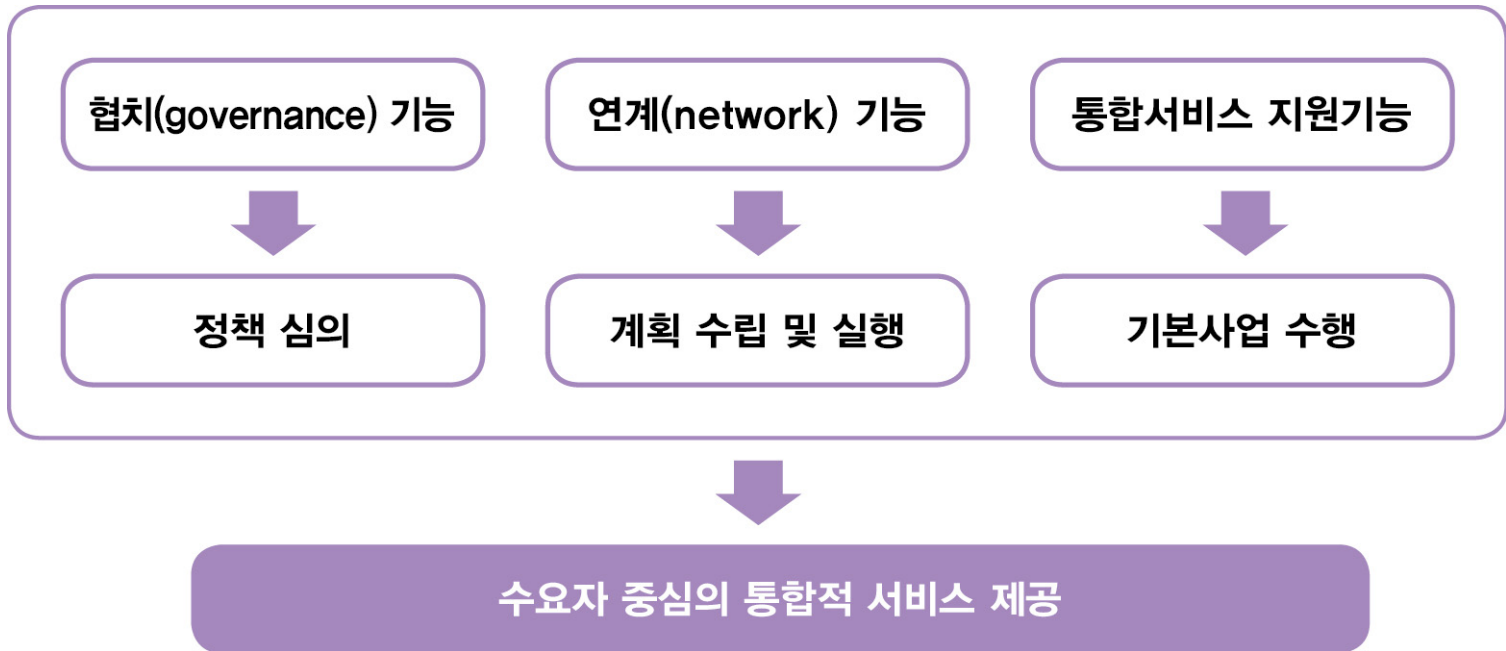 협치(governance) 기능
연계(network) 기능
통합서비스 지원기능
정책 심의
계획 수립 및 실행
기본사업 수행
수요자 중심의 통합적 서비스 제공